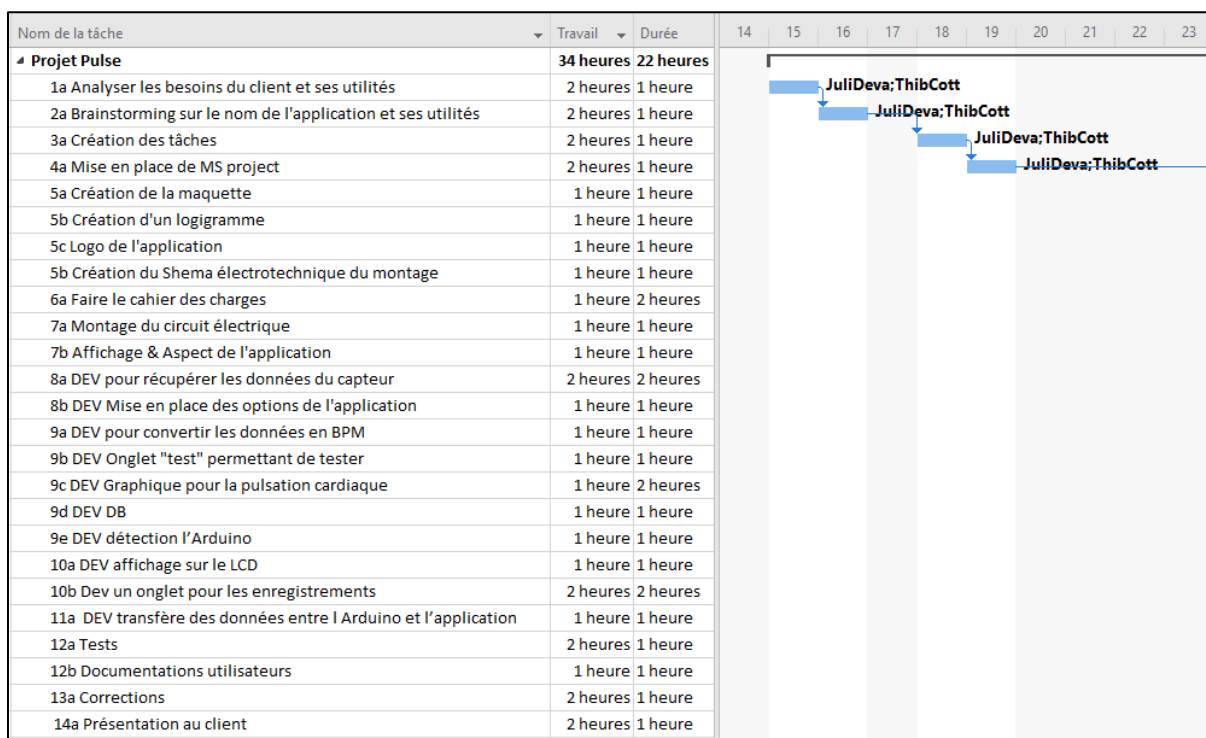 Nom de la tâche Travail Durée 14 15 16 17 18 19 20 21 22 23
Projet Pulse 34 heures 22 heures
1a Analyser les besoins du client et ses utilités 2 heures 1 heure JuliDeva;ThibCott
2a Brainstorming sur le nom de l'application et ses utilités 2 heures 1 heure JuliDeva;ThibCott
3a Création des tâches 2 heures 1 heure JuliDeva;ThibCott
4a Mise en place de MS project 2 heures 1 heure JuliDeva;ThibCott
5a Création de la maquette 1 heure 1 heure
5b Création d'un logigramme 1 heure 1 heure
5c Logo de l'application 1 heure 1 heure
5b Création du Shema électrotechnique du montage 1 heure 1 heure
6a Faire le cahier des charges 1 heure 2 heures
7a Montage du circuit électrique 1 heure 1 heure
7b Affichage & Aspect de l'application 1 heure 1 heure
8a DEV pour récupérer les données du capteur 2 heures 2 heures
8b DEV Mise en place des options de l'application 1 heure 1 heure
9a DEV pour convertir les données en BPM 1 heure 1 heure
9b DEV Onglet "test" permettant de tester 1 heure 1 heure
9c DEV Graphique pour la pulsation cardiaque 1 heure 2 heures
9d DEV DB 1 heure 1 heure
9e DEV détection l’Arduino 1 heure 1 heure
10a DEV affichage sur le LCD 1 heure 1 heure
10b Dev un onglet pour les enregistrements 2 heures 2 heures
11a DEV transfère des données entre l Arduino et l’application 1 heure 1 heure
12a Tests 2 heures 1 heure
12b Documentations utilisateurs 1 heure 1 heure
13a Corrections 2 heures 1 heure
14a Présentation au client 2 heures 1 heure